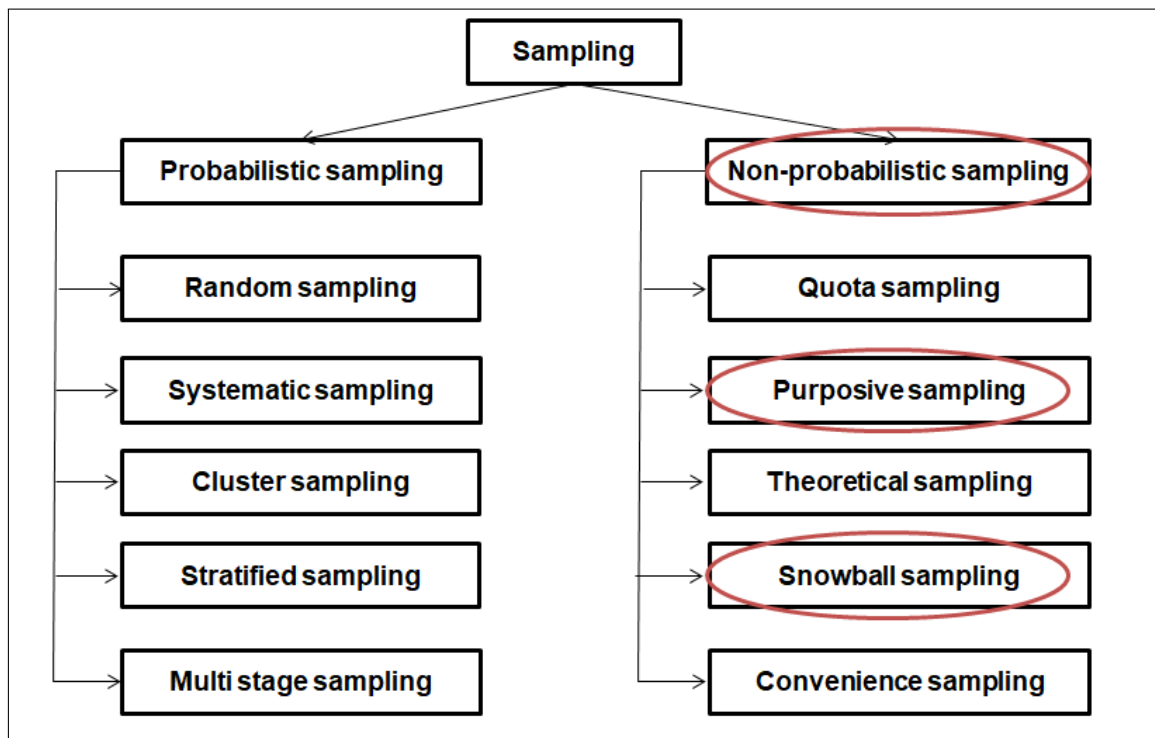 Sampling
Probabilistic sampling
Non-probabilistic sampling
Random sampling
Quota sampling
Systematic sampling
Purposive sampling
Cluster sampling
Theoretical sampling
Stratified sampling
Snowball sampling
Multi stage sampling
Convenience sampling